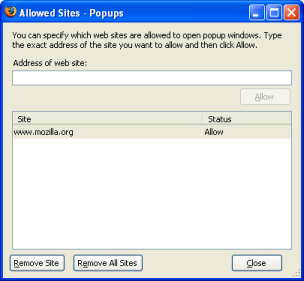 Allowed Sites - Popups
You can specify which web sites are allowed to open popup windows. Type
the exact address of the site you want to allow and then click Allow.
Address of web site:
Allow
Site Status
www.mozilla.org Allow
Remove Site Remove All Sites Close